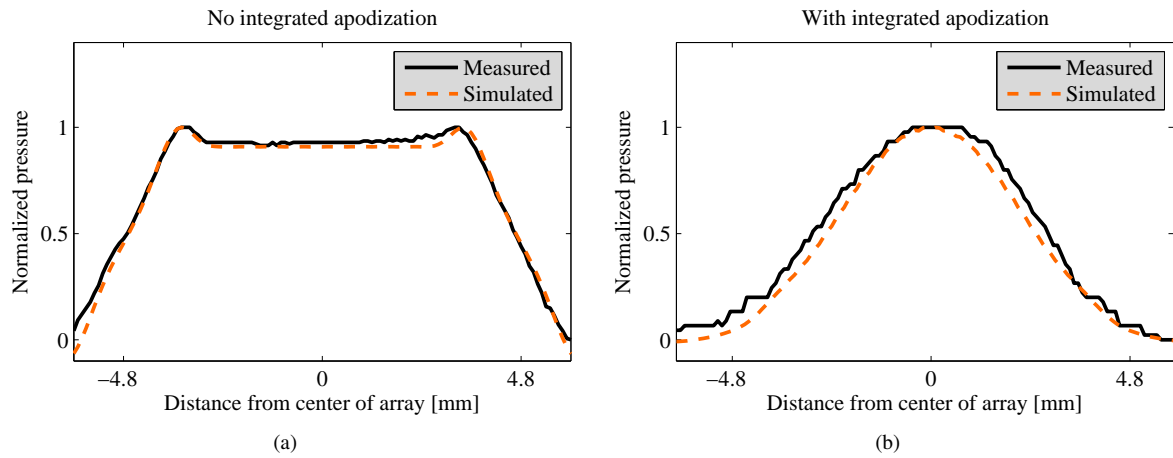 No integrated apodization
Measured
Simulated
Normalized pressure
1
0.5
0
−4.8
0
4.8
Distance from center of array [mm]
(a)
With integrated apodization
Measured
Simulated
Normalized pressure
1
0.5
0
−4.8
0
4.8
Distance from center of array [mm]
(b)